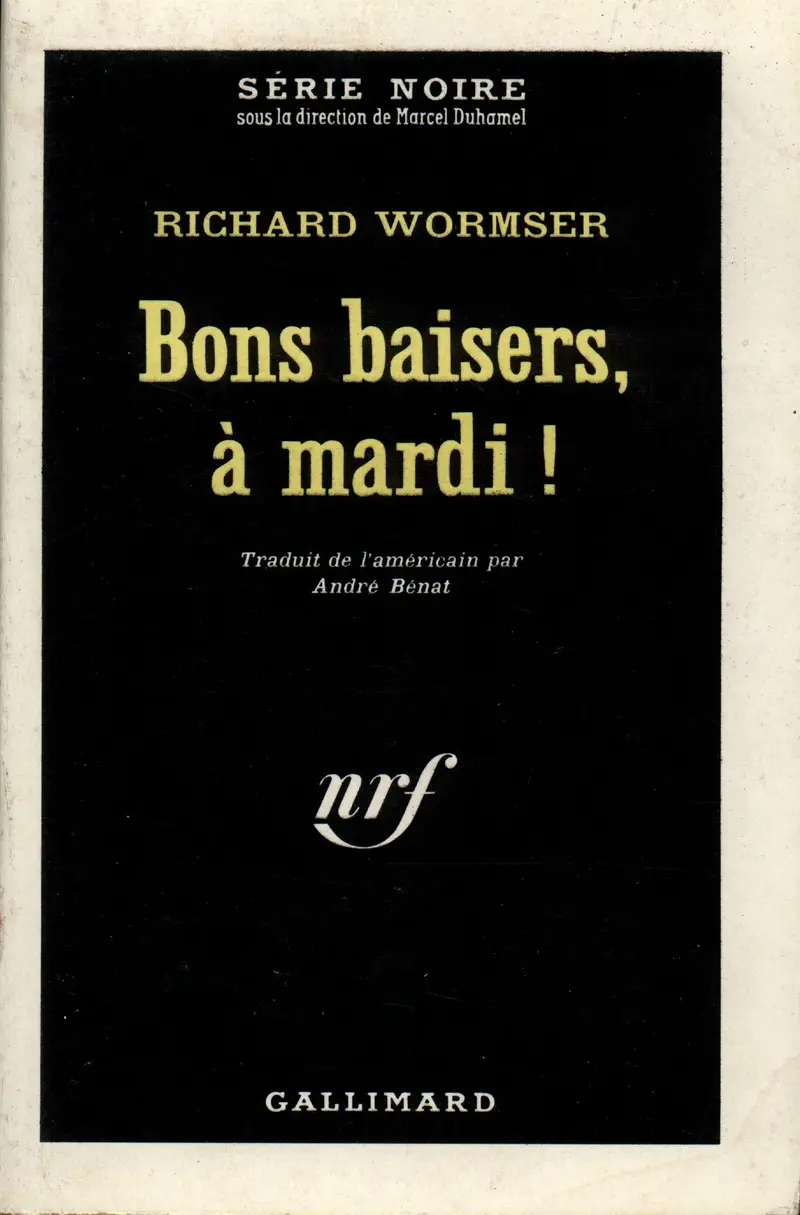 SÉRIE NOIRE
sous la direction de Marcel Duhamel
RICHARD WORMSER
Bons baisers,
à mardi !
Traduit de l'américain par
André Bénat
nrf
GALLIMARD